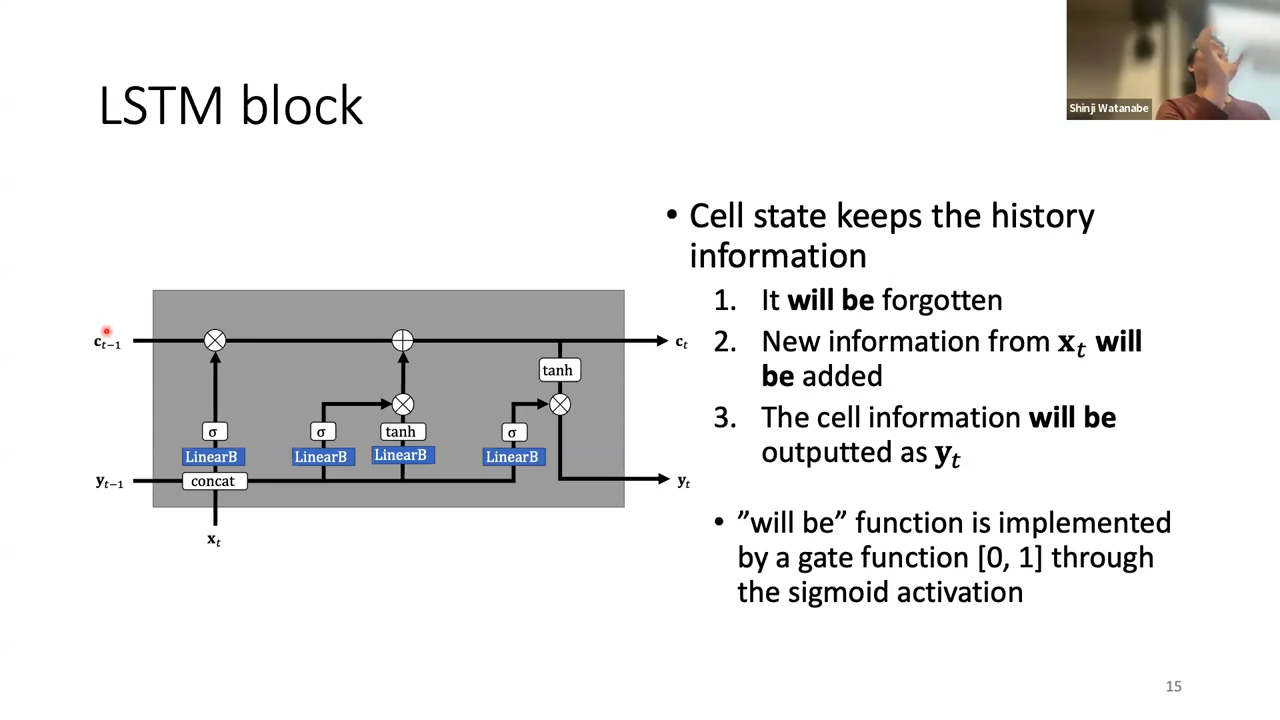 Shinji Watanabe
LSTM block
• Cell state keeps the history
information
1. It will be forgotten
2. New information from xₜ will
be added
3. The cell information will be
outputted as yₜ
• ”will be” function is implemented
by a gate function [0, 1] through
the sigmoid activation
cₜ₋₁
cₜ
tanh
σ
σ
tanh
σ
LinearB
LinearB
LinearB
LinearB
yₜ₋₁
concat
yₜ
xₜ
15